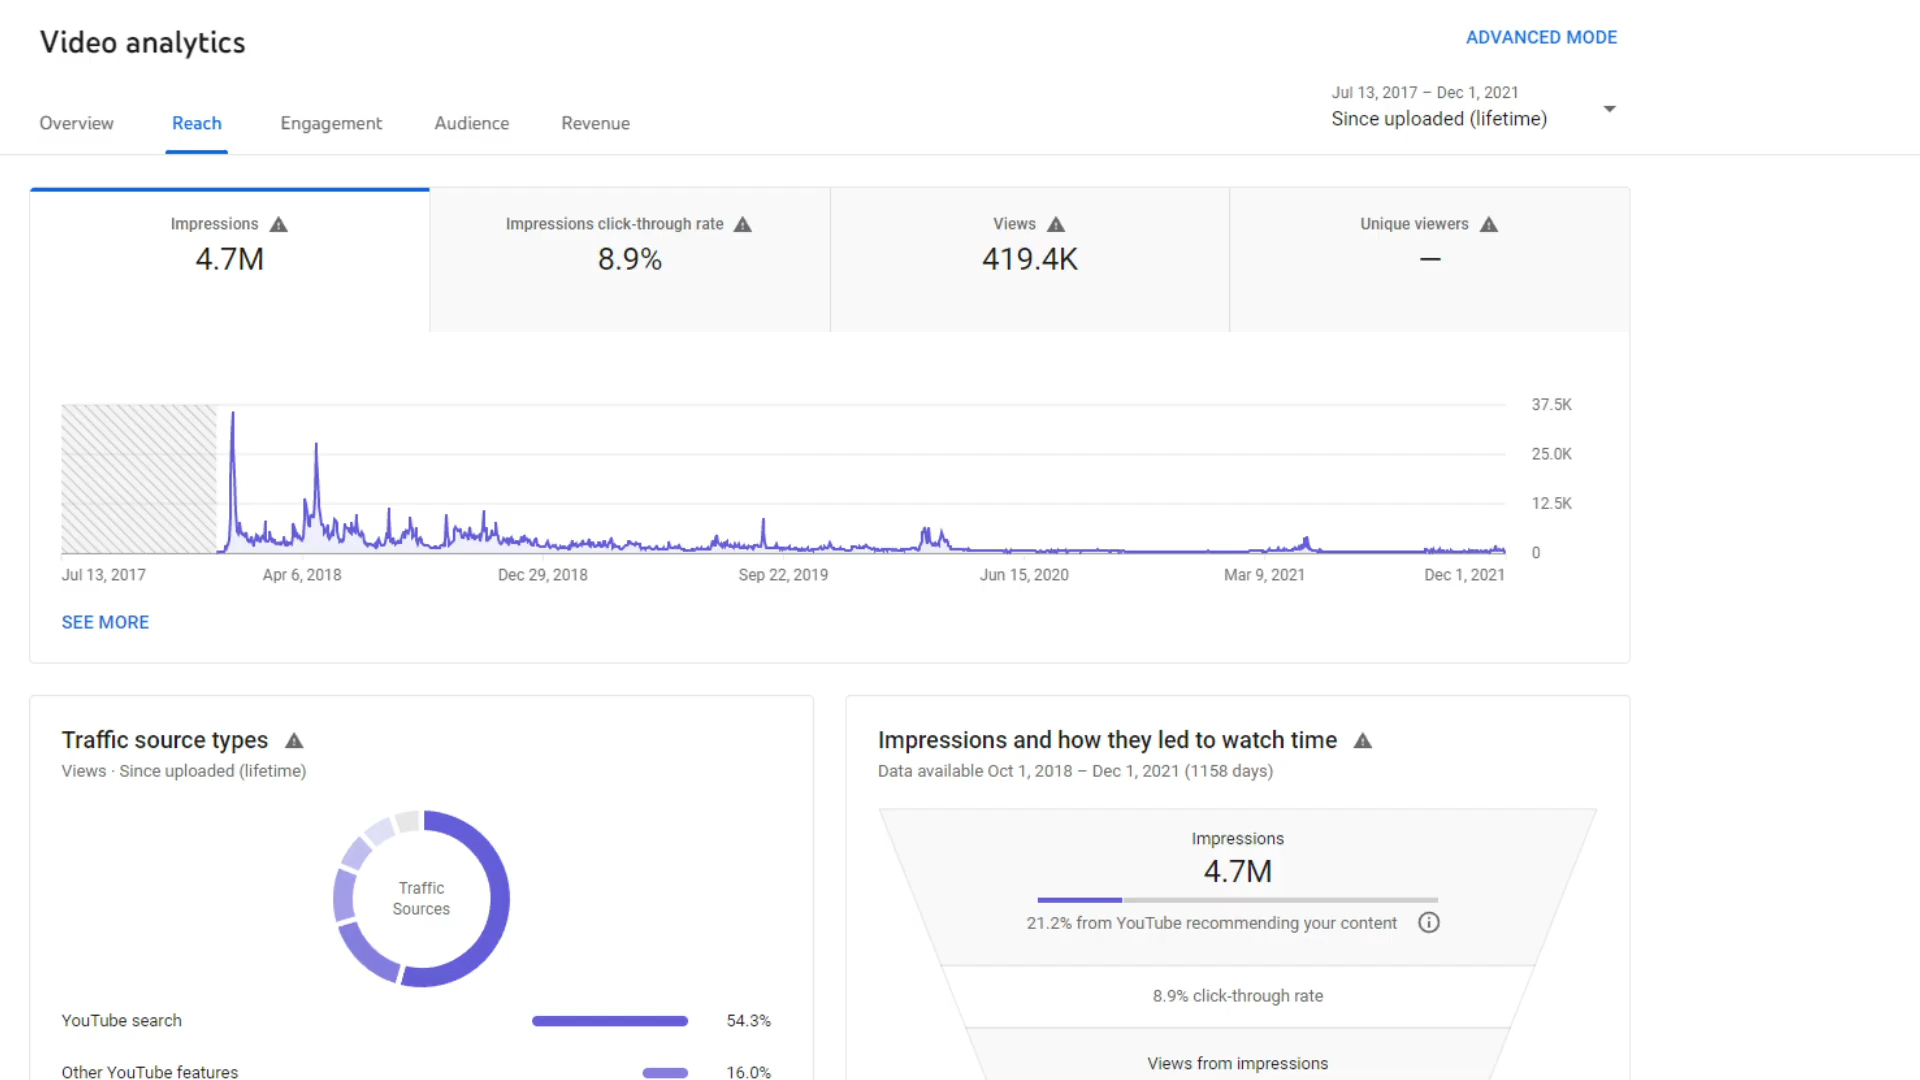 Video analytics
ADVANCED MODE
Jul 13, 2017 – Dec 1, 2021
Since uploaded (lifetime)
Overview
Reach
Engagement
Audience
Revenue
Impressions
4.7M
Impressions click-through rate
8.9%
Views
419.4K
Unique viewers
—
37.5K
25.0K
12.5K
0
Jul 13, 2017
Apr 6, 2018
Dec 29, 2018
Sep 22, 2019
Jun 15, 2020
Mar 9, 2021
Dec 1, 2021
SEE MORE
Traffic source types
Views · Since uploaded (lifetime)
Traffic
Sources
YouTube search
54.3%
Other YouTube features
16.0%
Impressions and how they led to watch time
Data available Oct 1, 2018 – Dec 1, 2021 (1158 days)
Impressions
4.7M
21.2% from YouTube recommending your content
8.9% click-through rate
Views from impressions